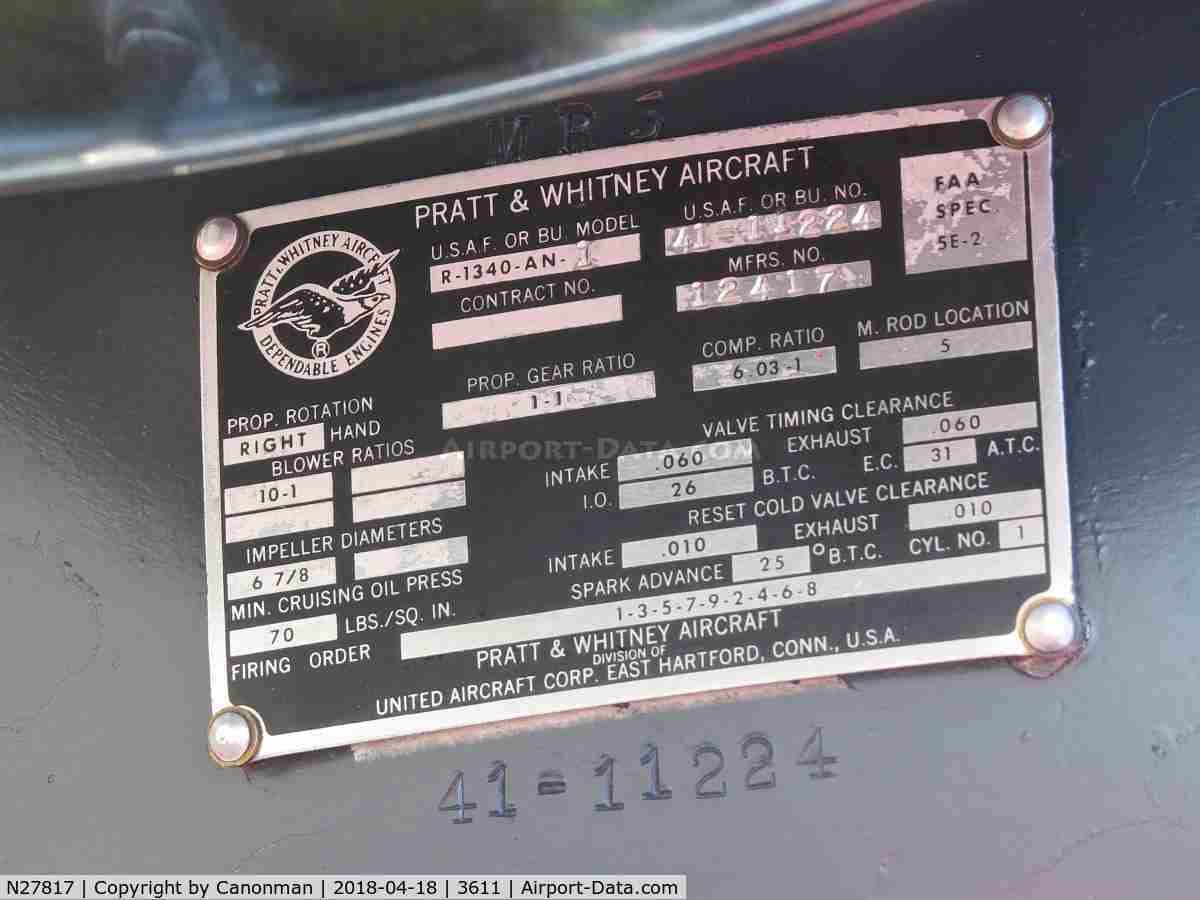 MR 5
PRATT & WHITNEY AIRCRAFT
U.S.A.F. OR BU. MODEL
R-1340-AN-1
U.S.A.F. OR BU. NO.
41-11224
FAA
SPEC.
5E-2
CONTRACT NO.
MFRS. NO.
12417
PRATT & WHITNEY AIRCRAFT
DEPENDABLE ENGINES
®
PROP. GEAR RATIO
1-1
COMP. RATIO
6.03-1
M. ROD LOCATION
5
PROP. ROTATION
RIGHT HAND
BLOWER RATIOS
10-1
VALVE TIMING CLEARANCE
INTAKE .060 EXHAUST .060
I.O. 26 B.T.C. E.C. 31 A.T.C.
IMPELLER DIAMETERS
6 7/8
RESET COLD VALVE CLEARANCE
INTAKE .010 EXHAUST .010
MIN. CRUISING OIL PRESS
70 LBS./SQ. IN.
SPARK ADVANCE 25 ° B.T.C. CYL. NO. 1
FIRING ORDER 1-3-5-7-9-2-4-6-8
PRATT & WHITNEY AIRCRAFT
DIVISION OF
UNITED AIRCRAFT CORP. EAST HARTFORD, CONN., U.S.A.
41=11224
AIRPORT-DATA.COM
N27817 | Copyright by Canonman | 2018-04-18 | 3611 | Airport-Data.com